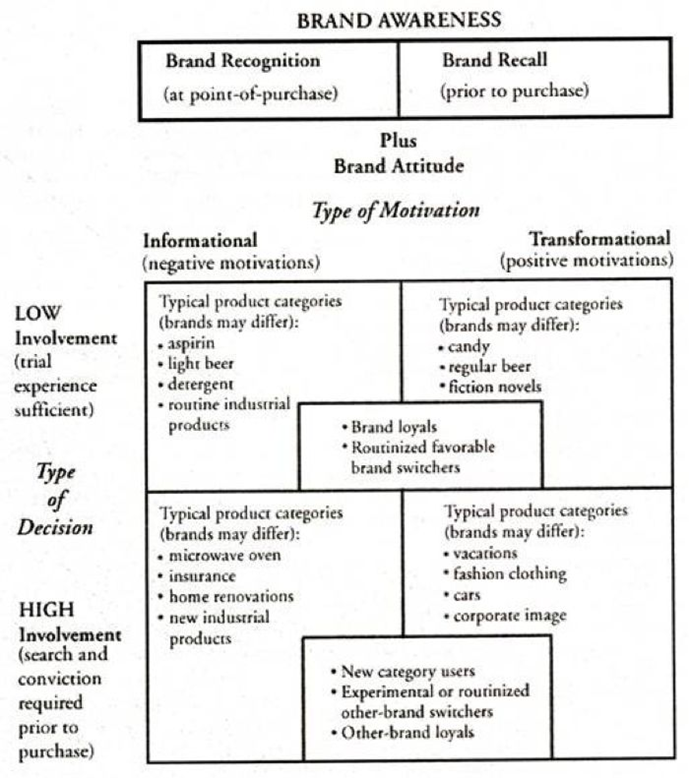 BRAND AWARENESS
Brand Recognition
(at point-of-purchase)
Brand Recall
(prior to purchase)
Plus
Brand Attitude
Type of Motivation
Informational
(negative motivations)
Transformational
(positive motivations)
LOW
Involvement
(trial
experience
sufficient)
Typical product categories
(brands may differ):
• aspirin
• light beer
• detergent
• routine industrial
products
Typical product categories
(brands may differ):
• candy
• regular beer
• fiction novels
• Brand loyals
• Routinized favorable
brand switchers
Type
of
Decision
HIGH
Involvement
(search and
conviction
required
prior to
purchase)
Typical product categories
(brands may differ):
• microwave oven
• insurance
• home renovations
• new industrial
products
Typical product categories
(brands may differ):
• vacations
• fashion clothing
• cars
• corporate image
• New category users
• Experimental or routinized
other-brand switchers
• Other-brand loyals